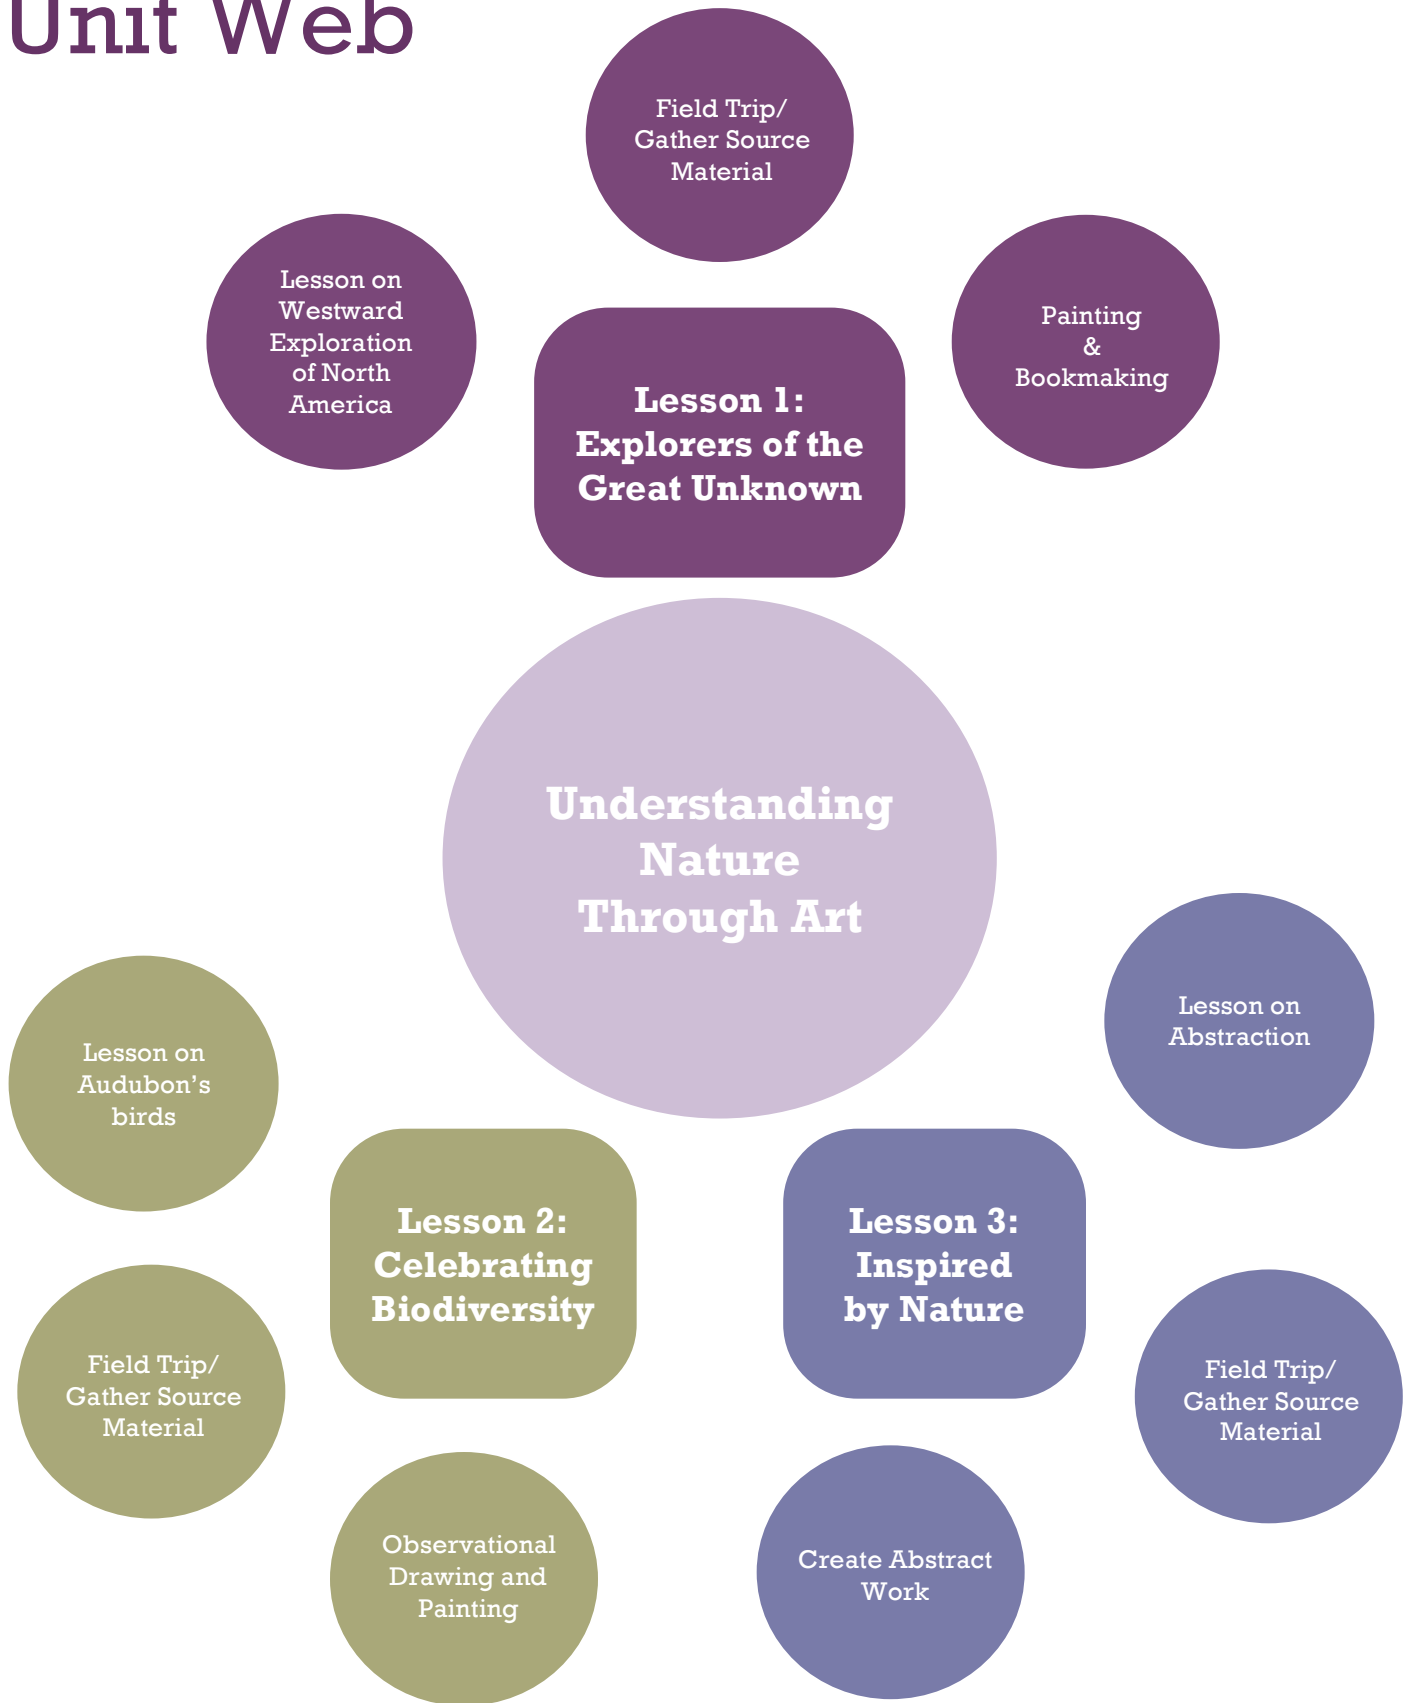 Unit Web
Field Trip/
Gather Source
Material
Lesson on
Westward
Exploration
of North
America
Painting
&
Bookmaking
Lesson 1:
Explorers of the
Great Unknown
Understanding
Nature
Through Art
Lesson on
Abstraction
Lesson on
Audubon’s
birds
Lesson 2:
Celebrating
Biodiversity
Lesson 3:
Inspired
by Nature
Field Trip/
Gather Source
Material
Field Trip/
Gather Source
Material
Observational
Drawing and
Painting
Create Abstract
Work